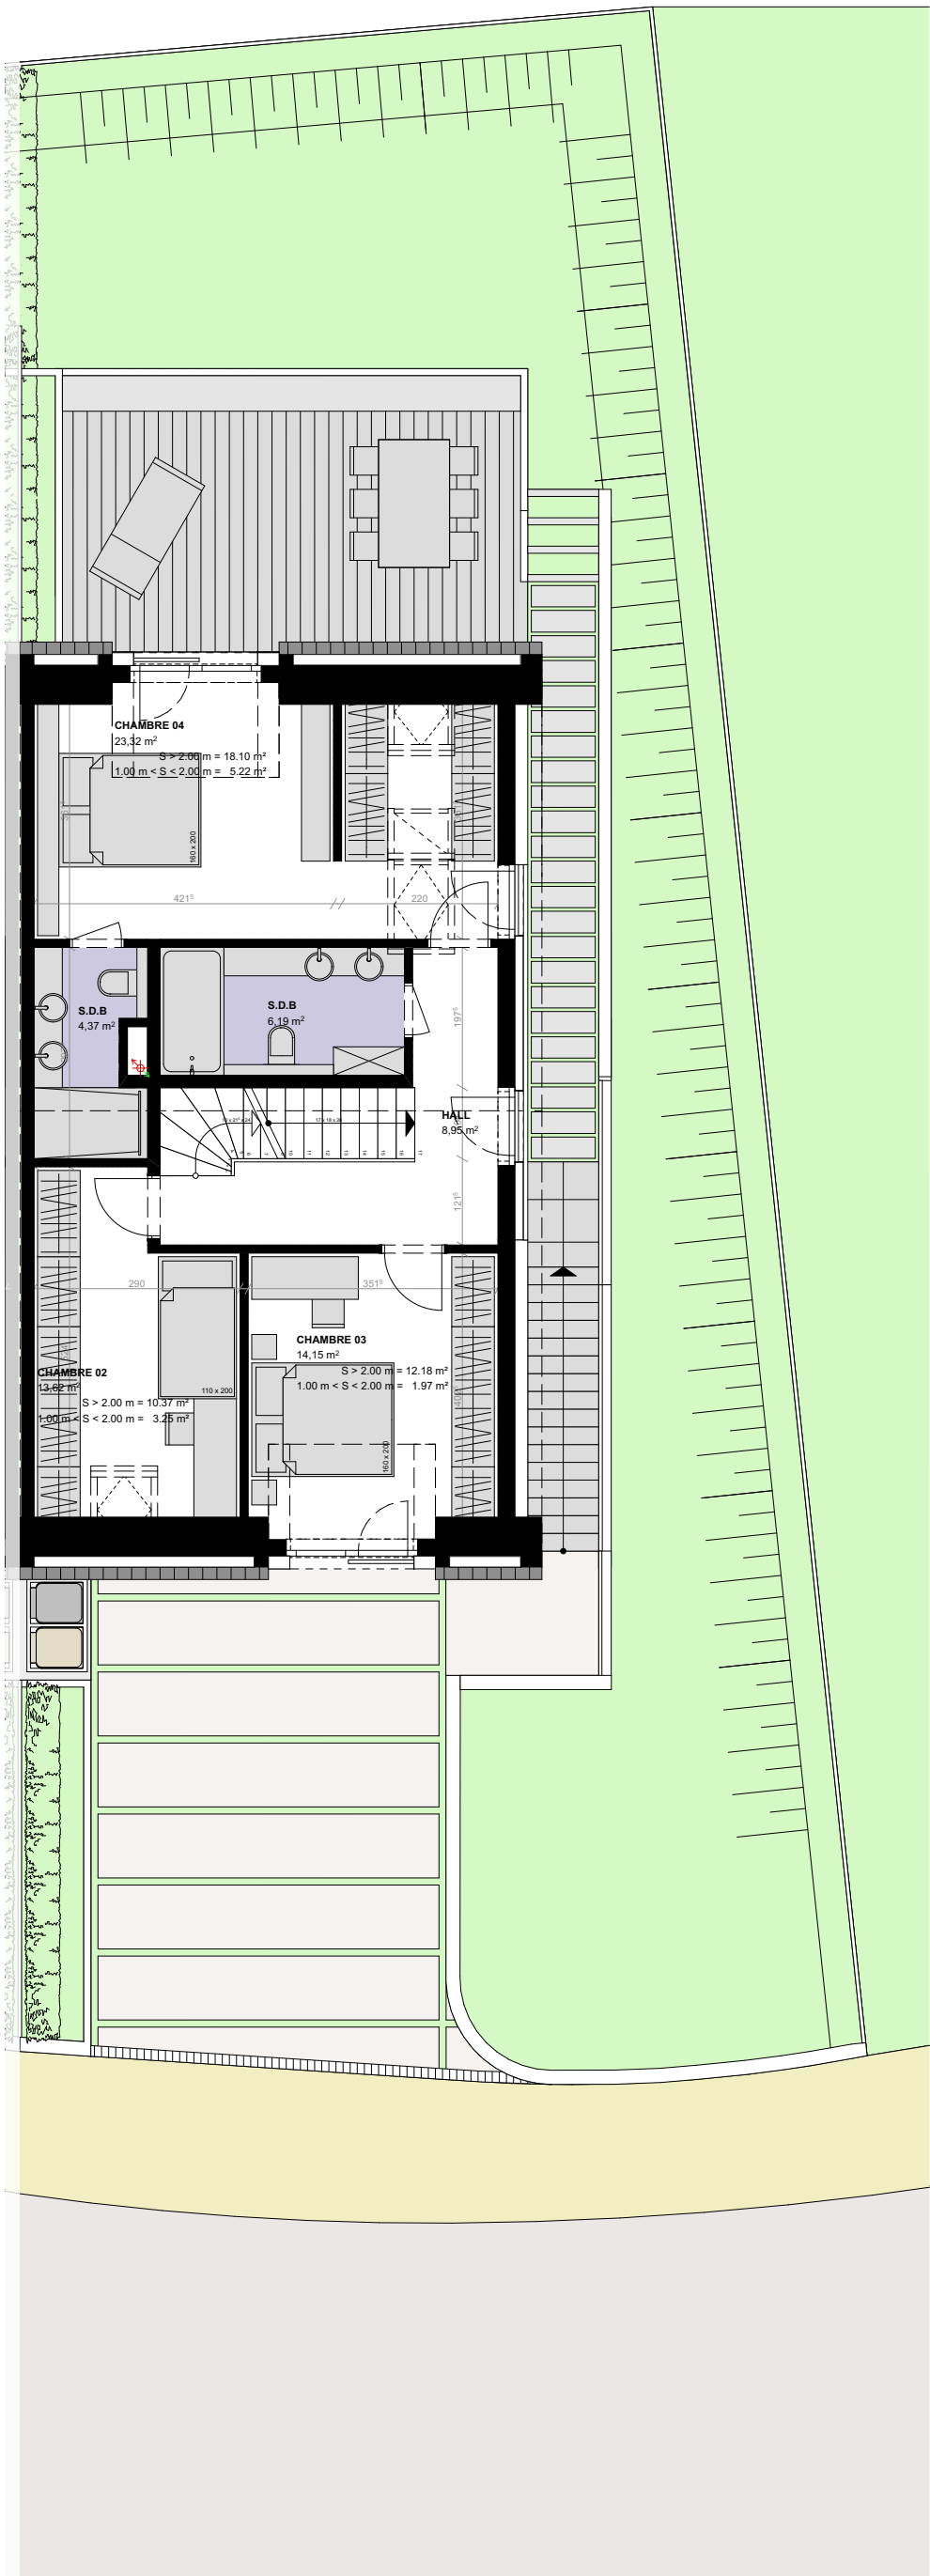 CHAMBRE 04
23,32 m²
S > 2.00 m = 18.10 m²
1.00 m < S < 2.00 m = 5.22 m²
160 x 200
421⁵
220
S.D.B
4,37 m²
S.D.B
6,19 m²
197⁵
HALL
8,95 m²
17 x 18 x 26
121⁵
290
351⁵
CHAMBRE 03
14,15 m²
S > 2.00 m = 12.18 m²
1.00 m < S < 2.00 m = 1.97 m²
160 x 200
CHAMBRE 02
13,62 m²
S > 2.00 m = 10.37 m²
1.00 m < S < 2.00 m = 3.25 m²
110 x 200